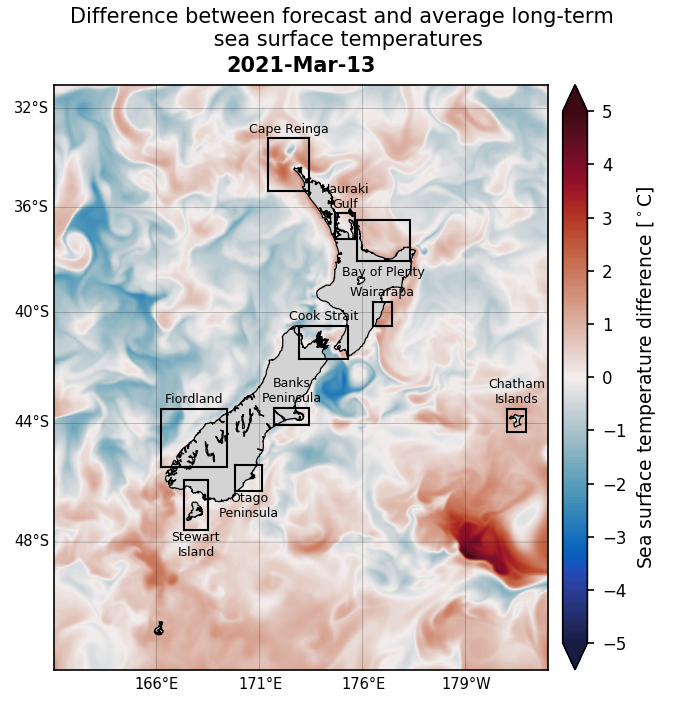 Difference between forecast and average long-term
sea surface temperatures
2021-Mar-13
32°S
36°S
40°S
44°S
48°S
166°E
171°E
176°E
179°W
Cape Reinga
Hauraki
Gulf
Bay of Plenty
Wairarapa
Cook Strait
Banks
Peninsula
Chatham
Islands
Fiordland
Otago
Peninsula
Stewart
Island
5
4
3
2
1
0
−1
−2
−3
−4
−5
Sea surface temperature difference [°C]